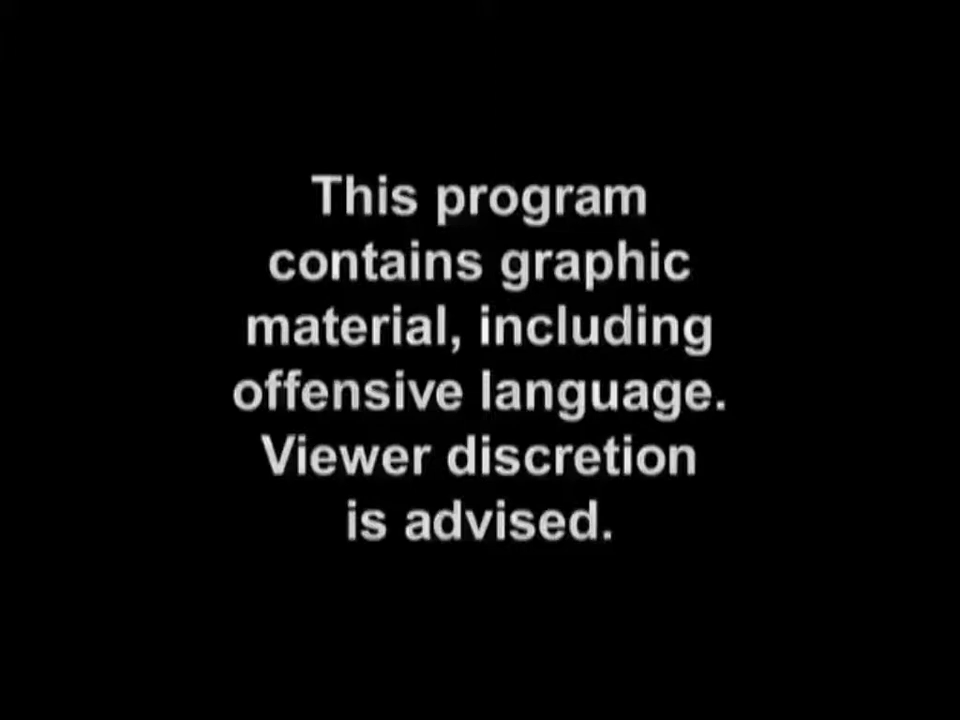 This program
contains graphic
material, including
offensive language.
Viewer discretion
is advised.